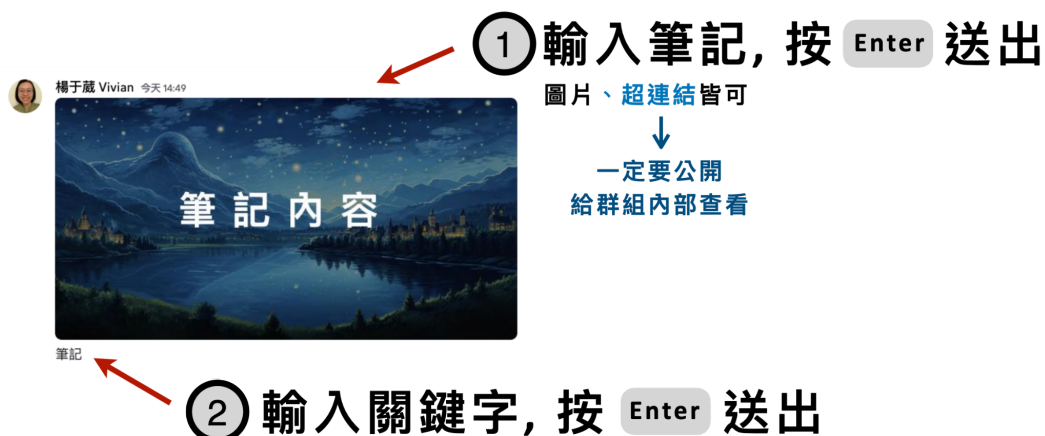 1 輸入筆記, 按 Enter 送出
圖片、超連結皆可
↓
一定要公開
給群組內部查看
楊于葳 Vivian 今天 14:49
筆記內容
筆記
2 輸入關鍵字, 按 Enter 送出